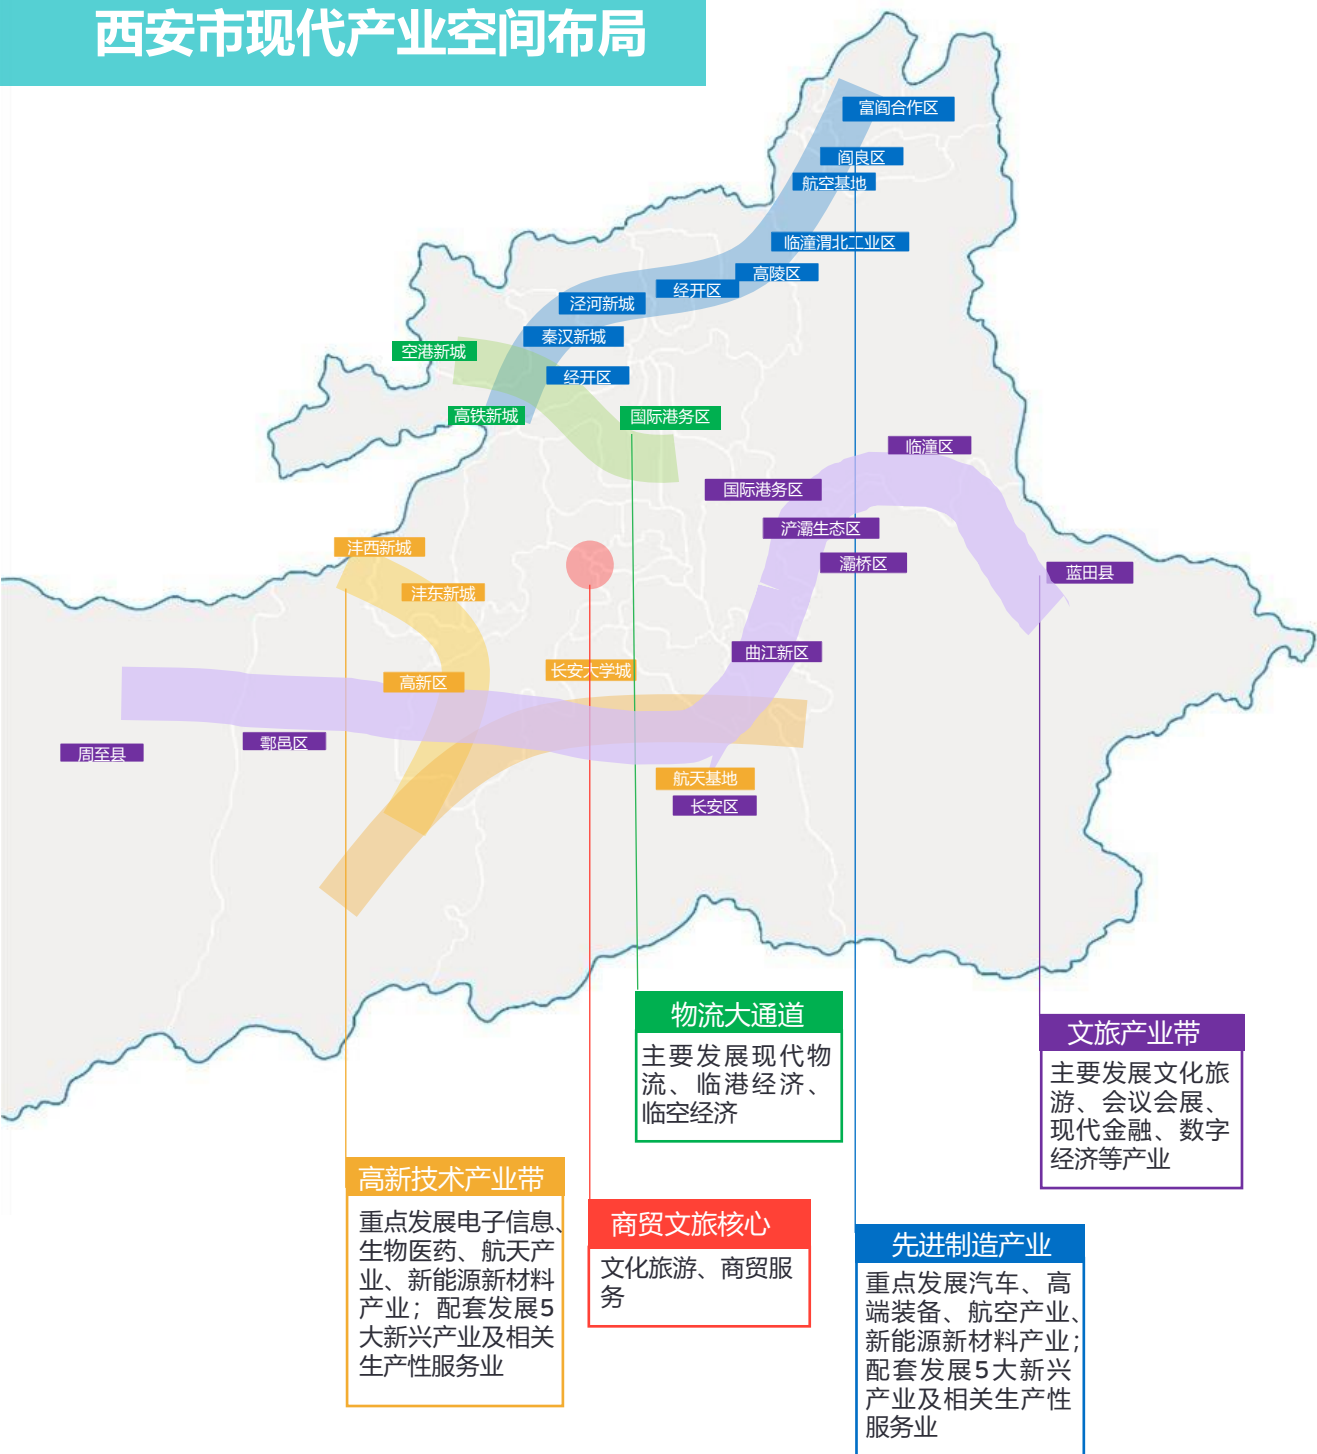 西安市现代产业空间布局
富阎合作区
阎良区
航空基地
临潼渭北工业区
高陵区
经开区
泾河新城
秦汉新城
空港新城
经开区
高铁新城
国际港务区
临潼区
国际港务区
浐灞生态区
沣西新城
灞桥区
蓝田县
沣东新城
曲江新区
长安大学城
高新区
鄠邑区
周至县
航天基地
长安区
物流大通道
主要发展现代物
流、临港经济、
临空经济
文旅产业带
主要发展文化旅
游、会议会展、
现代金融、数字
经济等产业
高新技术产业带
重点发展电子信息、
生物医药、航天产
业、新能源新材料
产业；配套发展5
大新兴产业及相关
生产性服务业
商贸文旅核心
文化旅游、商贸服
务
先进制造产业
重点发展汽车、高
端装备、航空产业、
新能源新材料产业；
配套发展5大新兴
产业及相关生产性
服务业